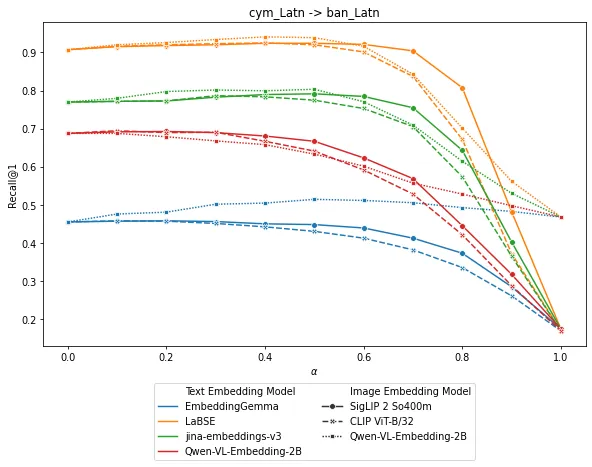 cym_Latn -> ban_Latn
Recall@1
0.9
0.8
0.7
0.6
0.5
0.4
0.3
0.2
0.0
0.2
0.4
0.6
0.8
1.0
α
Text Embedding Model
EmbeddingGemma
LaBSE
jina-embeddings-v3
Qwen-VL-Embedding-2B
Image Embedding Model
SigLIP 2 So400m
CLIP ViT-B/32
Qwen-VL-Embedding-2B